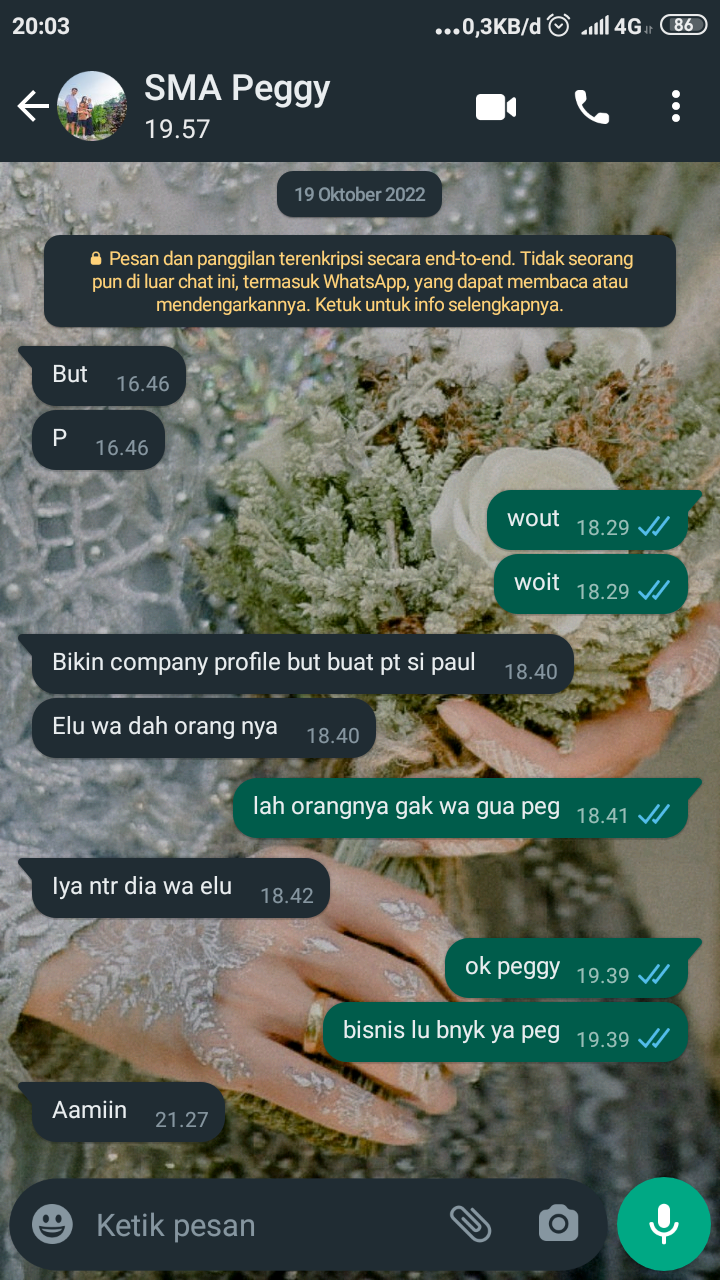 20:03
...0,3KB/d 4G 86
SMA Peggy
19.57
19 Oktober 2022
Pesan dan panggilan terenkripsi secara end-to-end. Tidak seorang
pun di luar chat ini, termasuk WhatsApp, yang dapat membaca atau
mendengarkannya. Ketuk untuk info selengkapnya.
But 16.46
P 16.46
wout 18.29
woit 18.29
Bikin company profile but buat pt si paul 18.40
Elu wa dah orang nya 18.40
lah orangnya gak wa gua peg 18.41
Iya ntr dia wa elu 18.42
ok peggy 19.39
bisnis lu bnyk ya peg 19.39
Aamiin 21.27
Ketik pesan